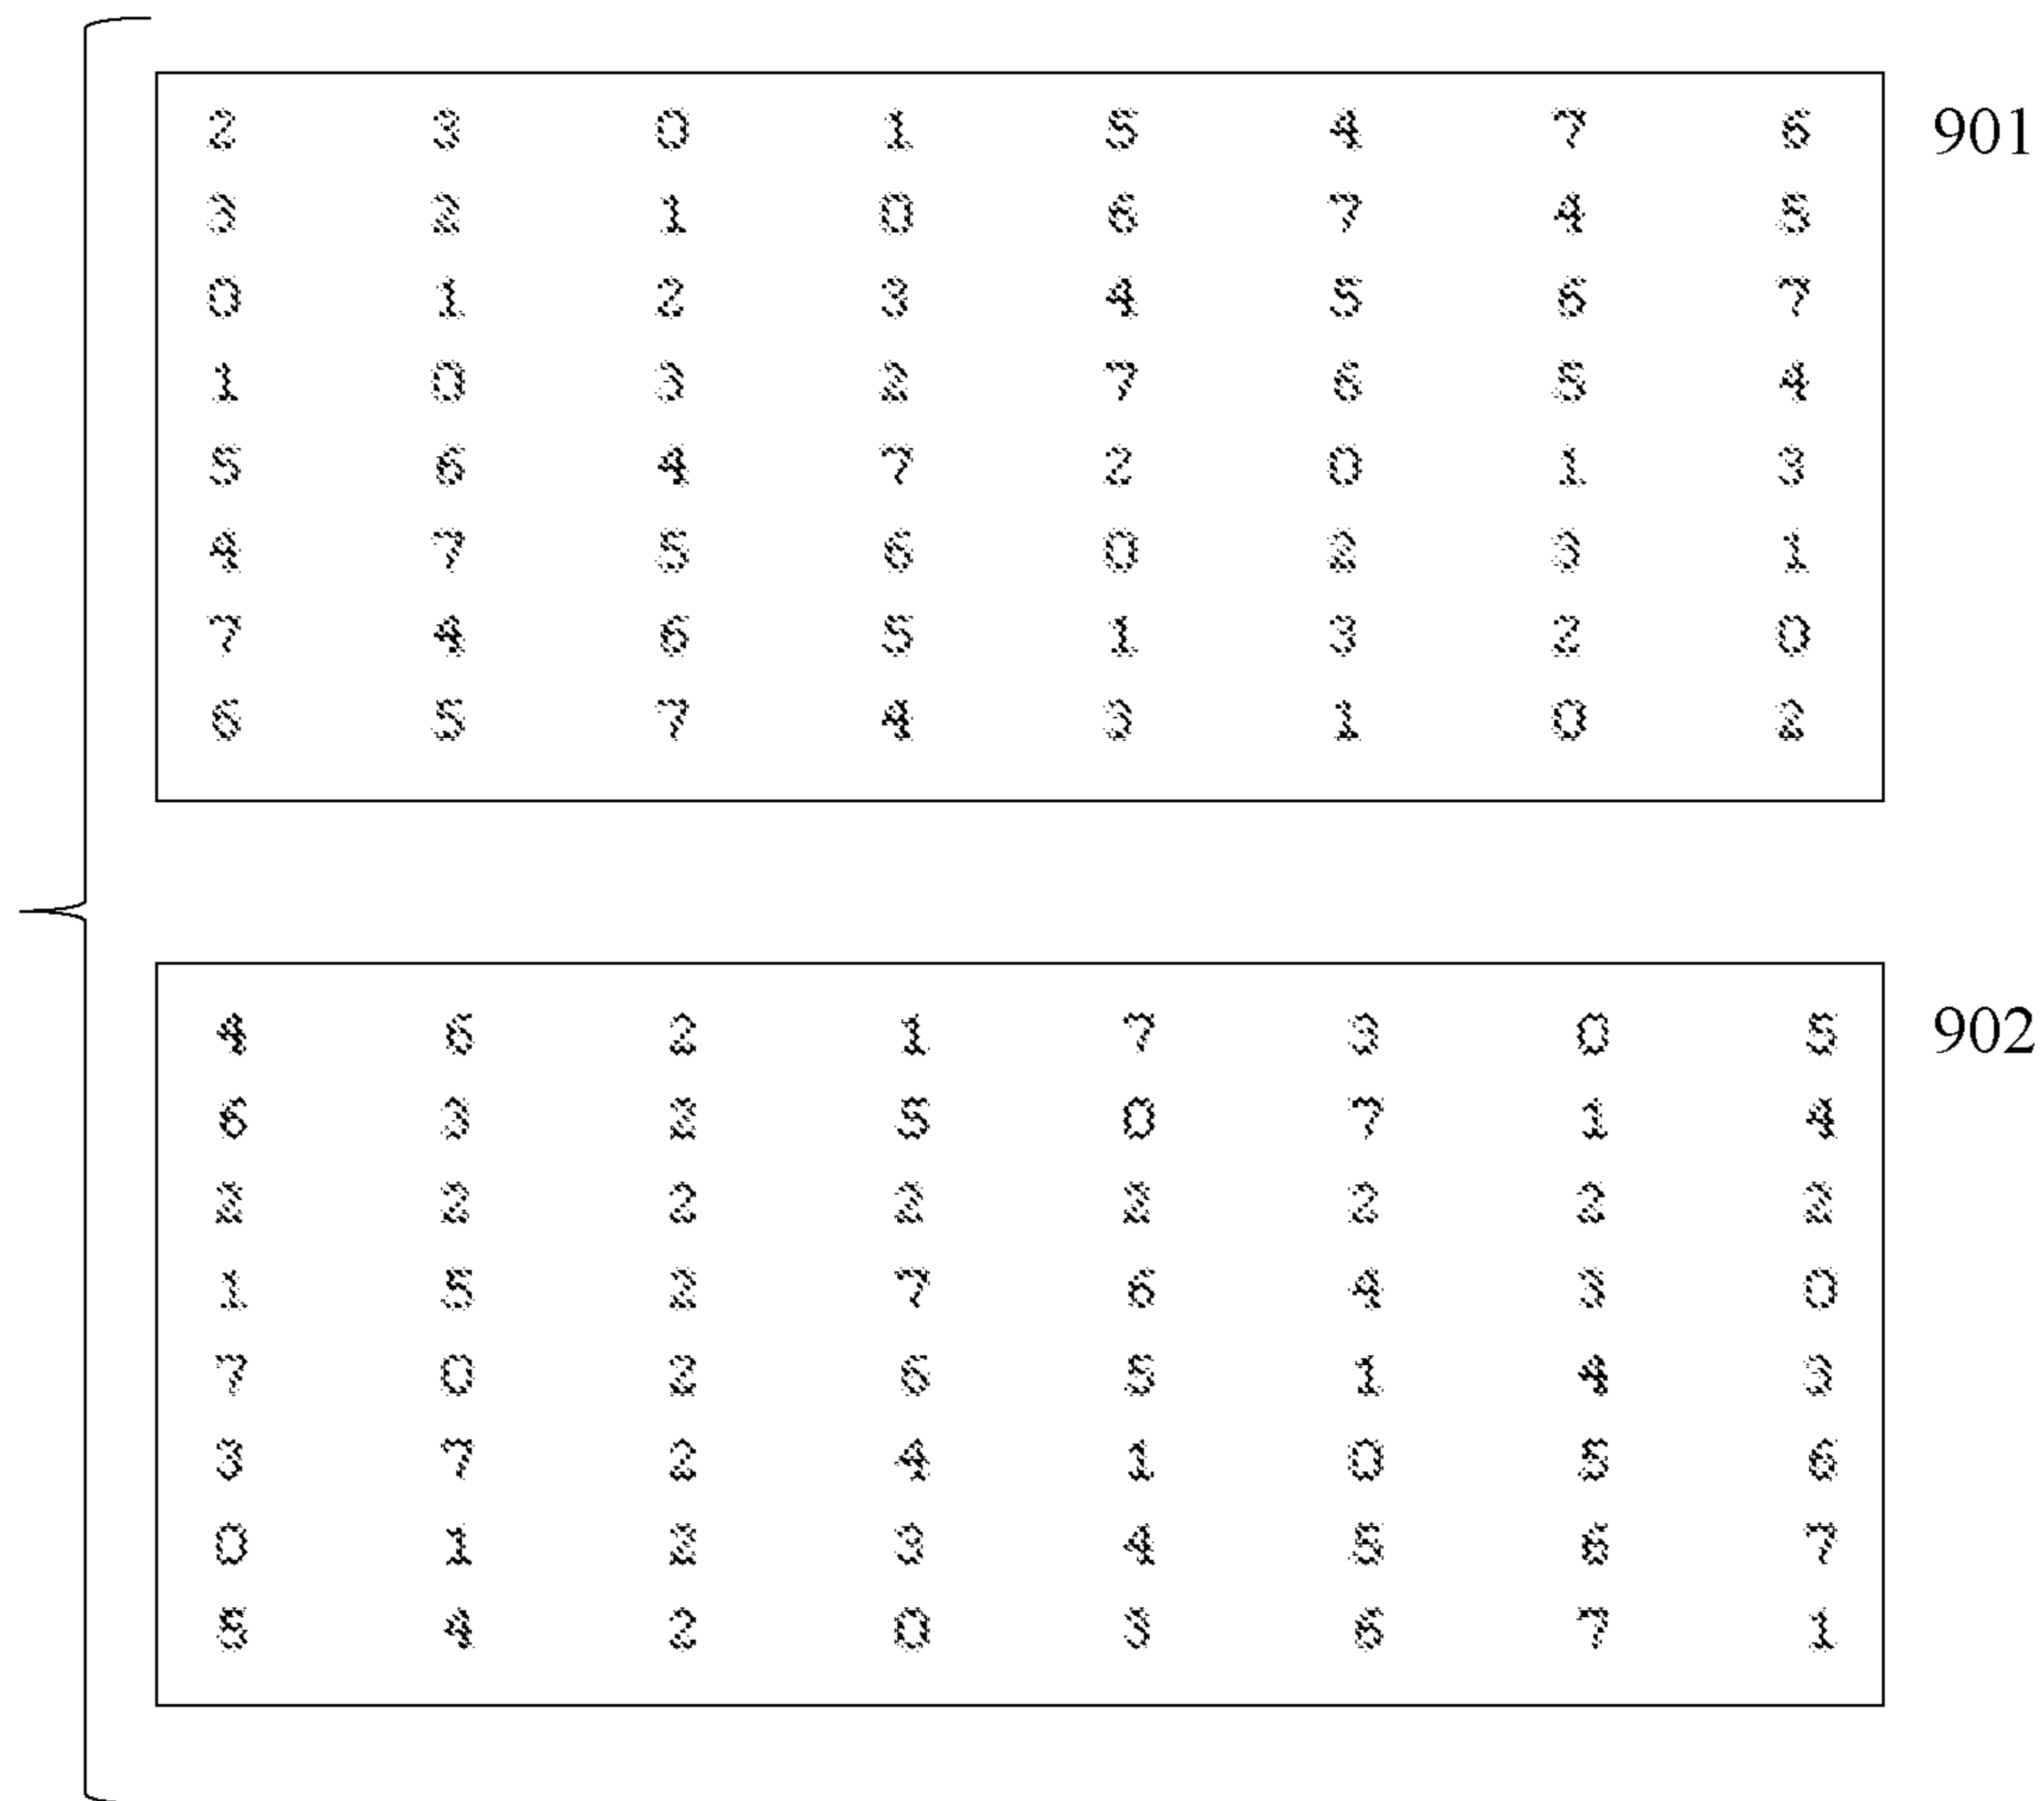 2 3 0 1 5 4 7 6 901
3 2 1 0 6 7 4 5
0 1 2 3 4 5 6 7
1 0 3 2 7 6 5 4
5 6 4 7 2 0 1 3
4 7 5 6 0 2 3 1
7 4 6 5 1 3 2 0
6 5 7 4 3 1 0 2
4 6 2 1 7 3 0 5 902
6 3 2 5 0 7 1 4
2 2 2 2 2 2 2 2
1 5 2 7 6 4 3 0
7 0 2 6 5 1 4 3
3 7 2 4 1 0 5 6
0 1 2 3 4 5 6 7
5 4 2 0 3 6 7 1